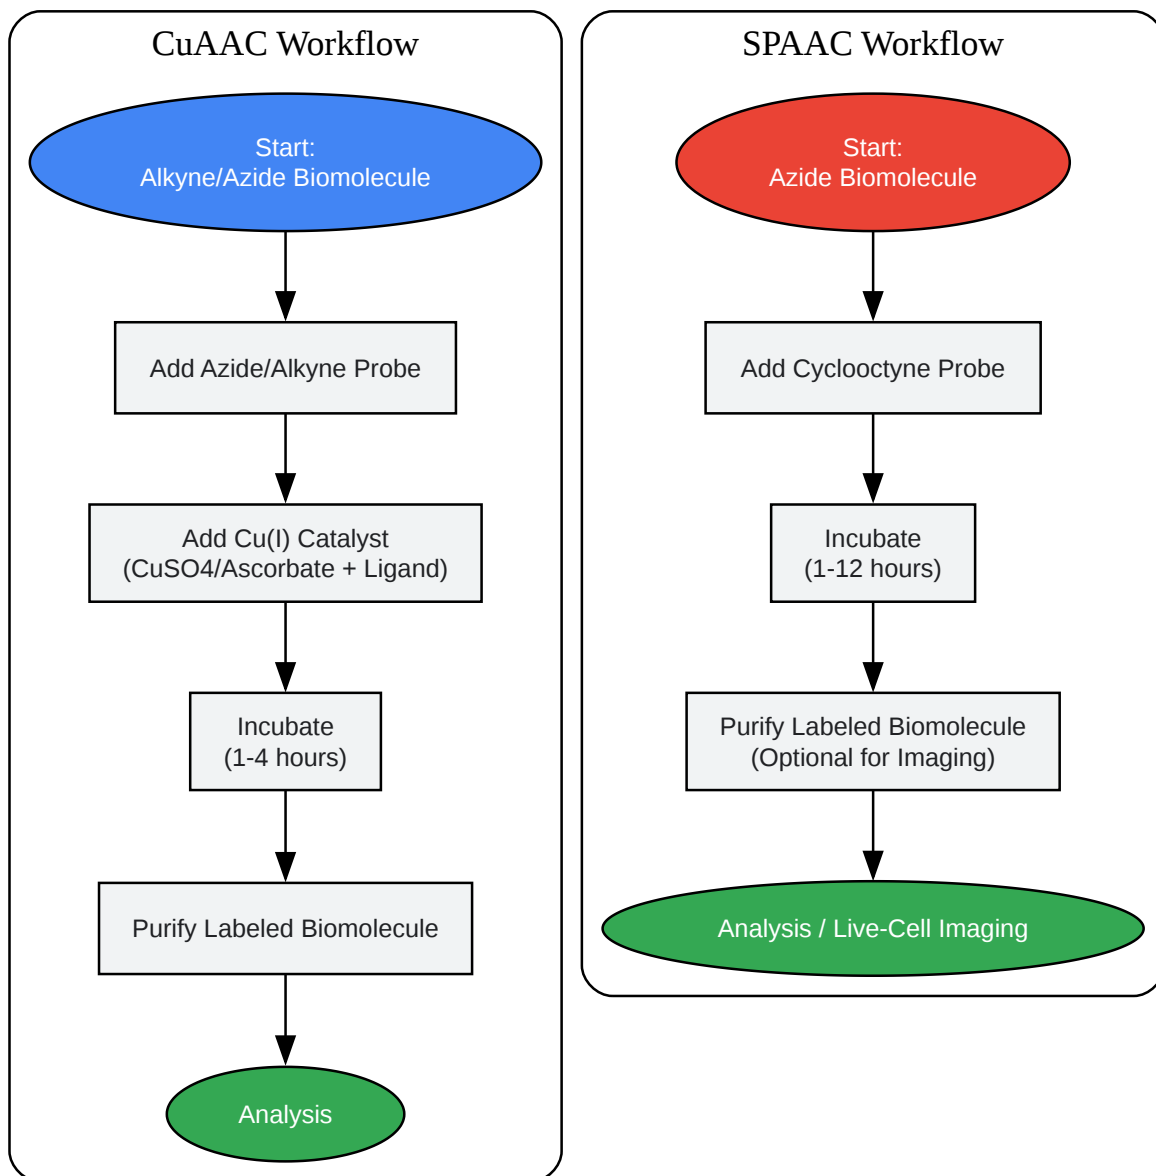 CuAAC Workflow
Start:
Alkyne/Azide Biomolecule
Add Azide/Alkyne Probe
Add Cu(I) Catalyst
(CuSO4/Ascorbate + Ligand)
Incubate
(1-4 hours)
Purify Labeled Biomolecule
Analysis
SPAAC Workflow
Start:
Azide Biomolecule
Add Cyclooctyne Probe
Incubate
(1-12 hours)
Purify Labeled Biomolecule
(Optional for Imaging)
Analysis / Live-Cell Imaging